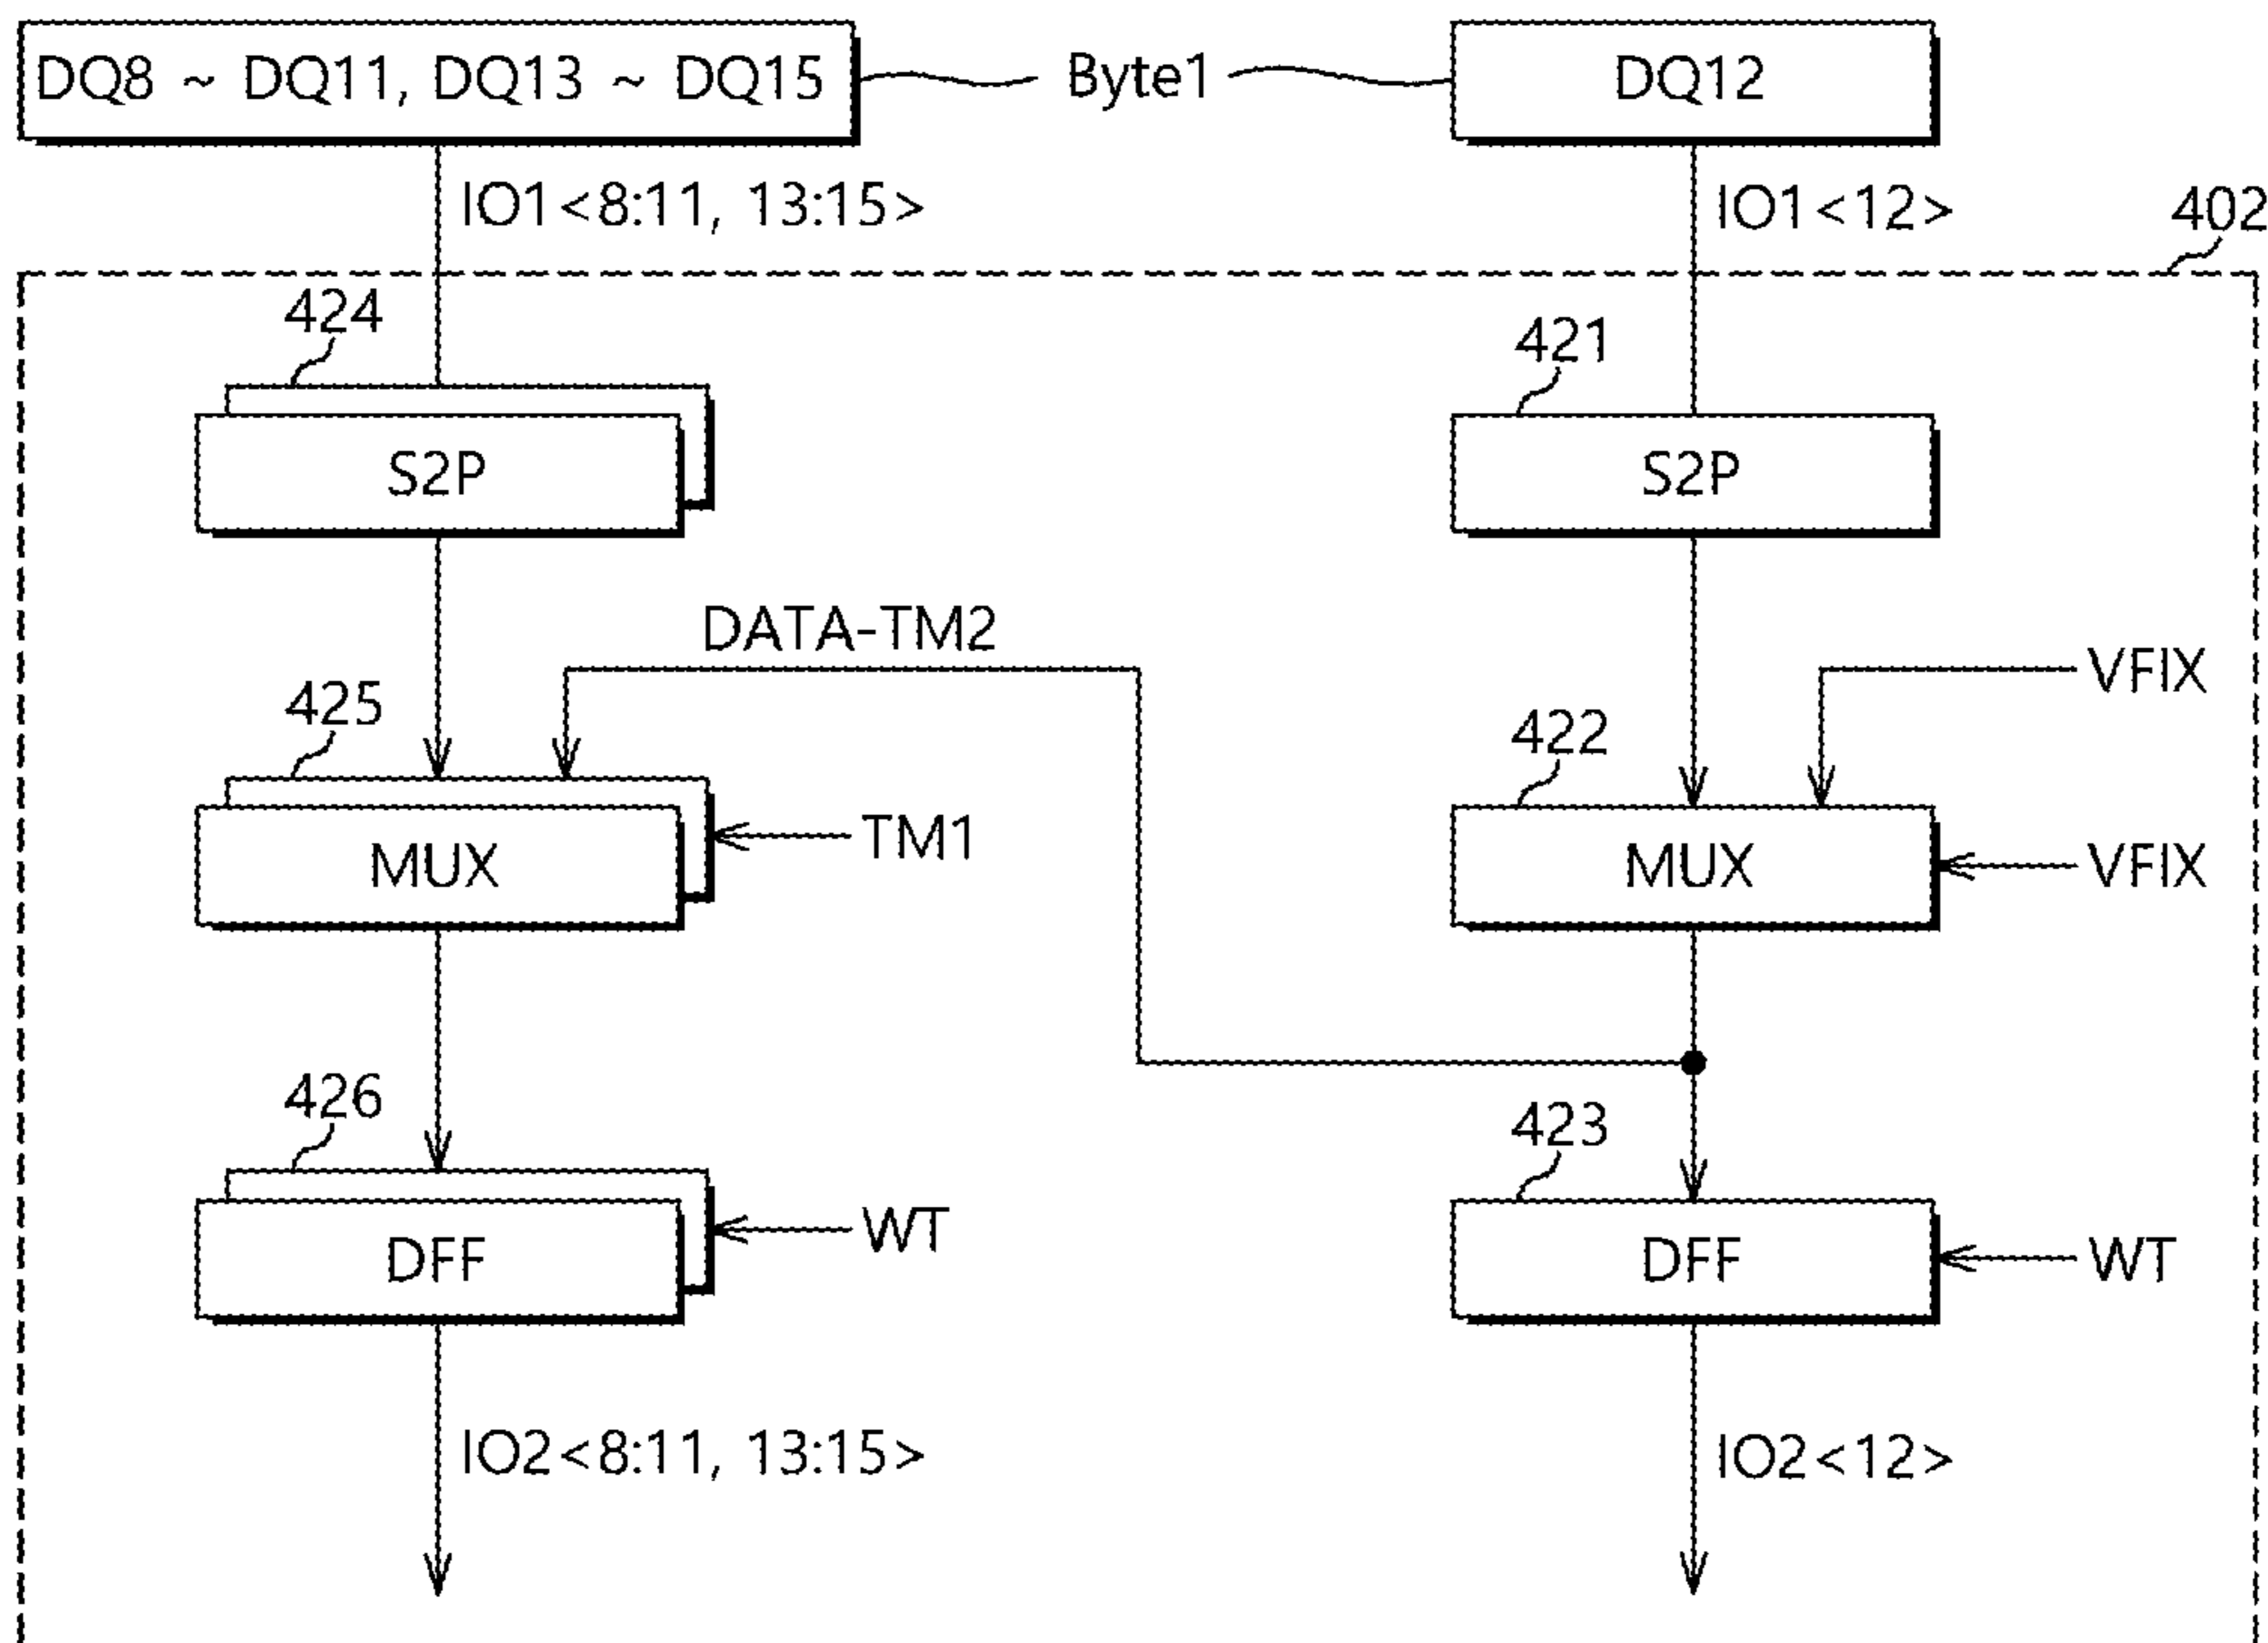 DQ8 ~ DQ11, DQ13 ~ DQ15
Byte1
DQ12
IO1<8:11, 13:15>
IO1<12>
402
424
421
S2P
S2P
DATA-TM2
VFIX
425
422
MUX
TM1
MUX
VFIX
426
423
DFF
WT
DFF
WT
IO2<8:11, 13:15>
IO2<12>